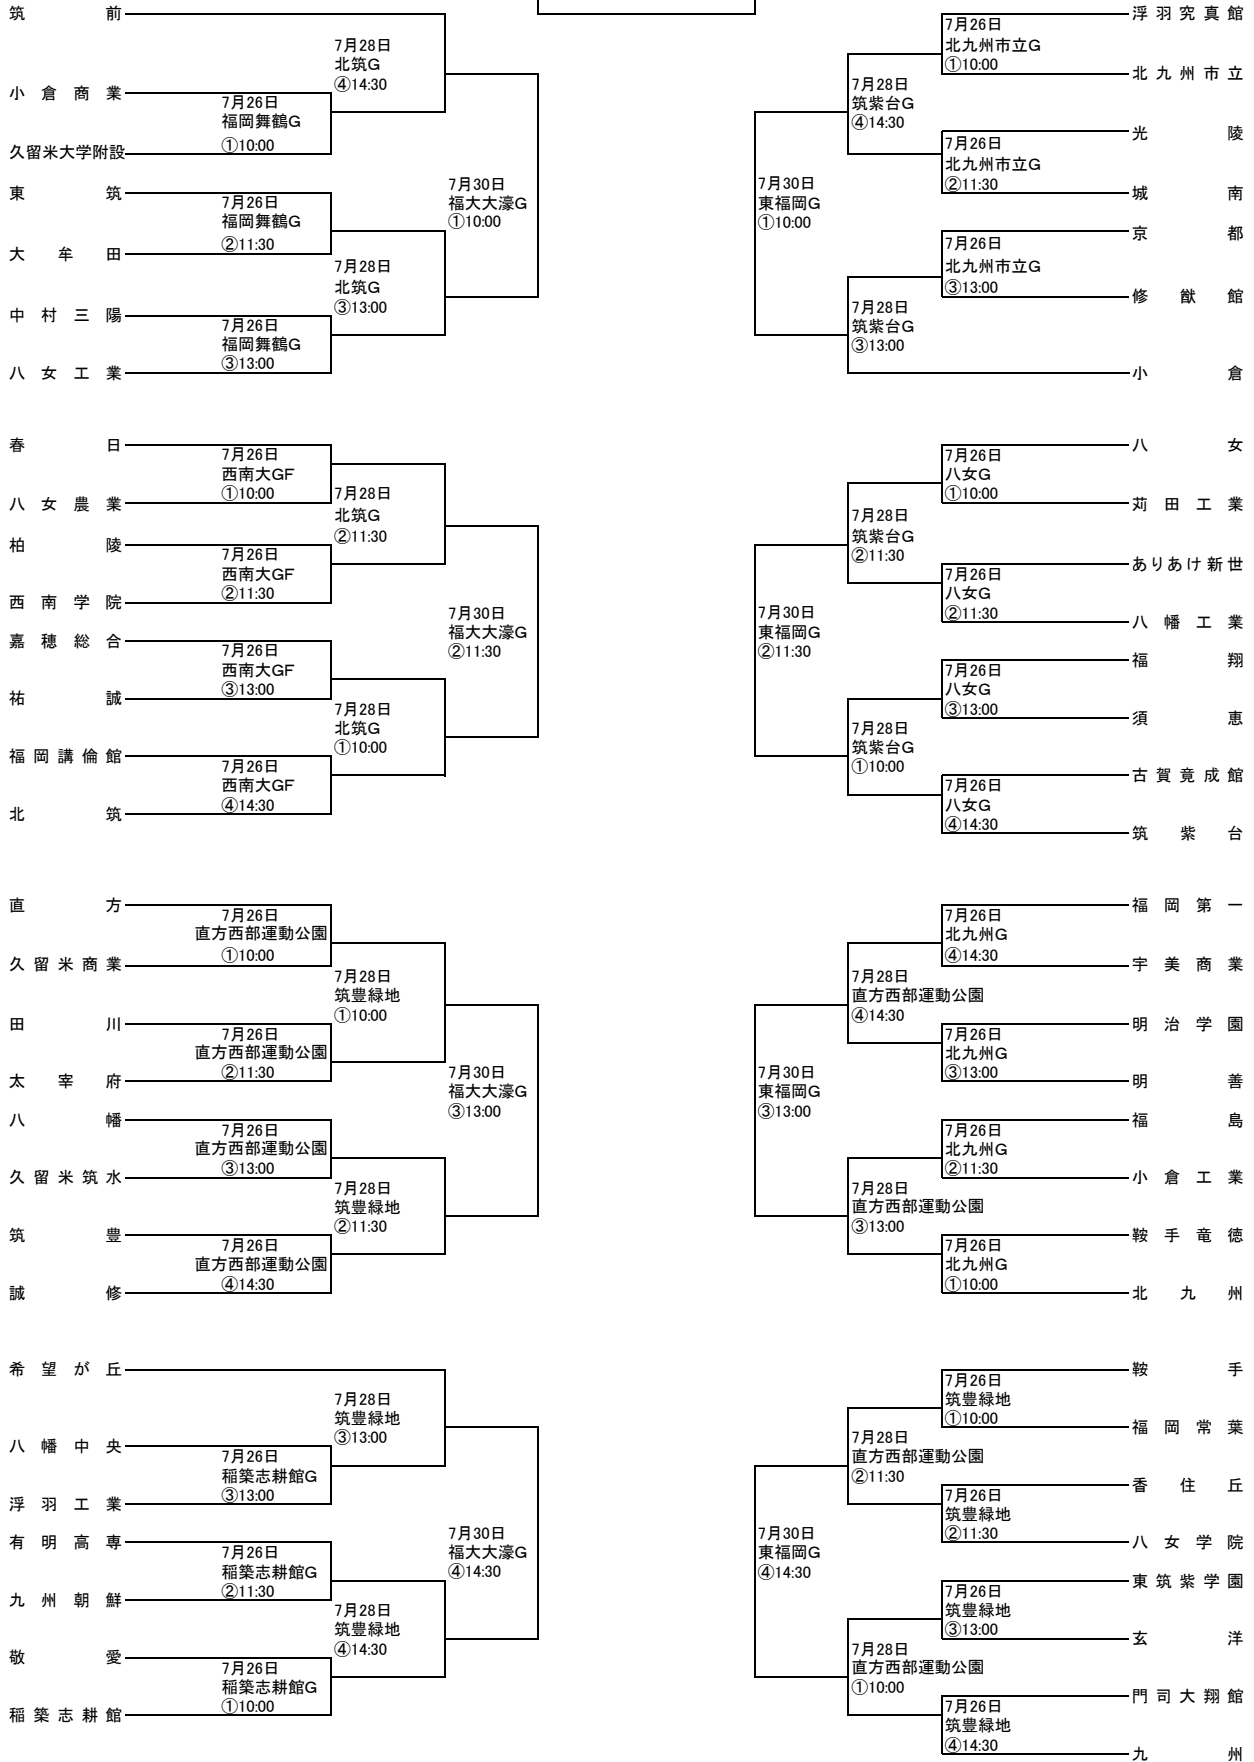 筑前
7月28日
北筑G
④14:30
小倉商業
7月26日
福岡舞鶴G
①10:00
久留米大学附設
7月30日
福大大濠G
①10:00
東筑
7月26日
福岡舞鶴G
②11:30
大牟田
7月28日
北筑G
③13:00
中村三陽
7月26日
福岡舞鶴G
③13:00
八女工業
春日
7月26日
西南大GF
①10:00
八女農業
7月28日
北筑G
②11:30
柏陵
7月26日
西南大GF
②11:30
西南学院
7月30日
福大大濠G
②11:30
嘉穂総合
7月26日
西南大GF
③13:00
祐誠
7月28日
北筑G
①10:00
福岡講倫館
7月26日
西南大GF
④14:30
北筑
直方
7月26日
直方西部運動公園
①10:00
久留米商業
7月28日
筑豊緑地
①10:00
田川
7月26日
直方西部運動公園
②11:30
太宰府
7月30日
福大大濠G
③13:00
八幡
7月26日
直方西部運動公園
③13:00
久留米筑水
7月28日
筑豊緑地
②11:30
筑豊
7月26日
直方西部運動公園
④14:30
誠修
希望が丘
7月28日
筑豊緑地
③13:00
八幡中央
7月26日
稲築志耕館G
③13:00
浮羽工業
7月30日
福大大濠G
④14:30
有明高専
7月26日
稲築志耕館G
②11:30
九州朝鮮
7月28日
筑豊緑地
④14:30
敬愛
7月26日
稲築志耕館G
①10:00
稲築志耕館
浮羽究真館
7月26日
北九州市立G
①10:00
北九州市立
7月28日
筑紫台G
④14:30
光陵
7月26日
北九州市立G
②11:30
城南
7月30日
東福岡G
①10:00
京都
7月26日
北九州市立G
③13:00
修猷館
7月28日
筑紫台G
③13:00
小倉
八女
7月26日
八女G
①10:00
苅田工業
7月28日
筑紫台G
②11:30
ありあけ新世
7月26日
八女G
②11:30
八幡工業
7月30日
東福岡G
②11:30
福翔
7月26日
八女G
③13:00
須恵
7月28日
筑紫台G
①10:00
古賀竟成館
7月26日
八女G
④14:30
筑紫台
福岡第一
7月26日
北九州G
④14:30
宇美商業
7月28日
直方西部運動公園
④14:30
明治学園
7月26日
北九州G
③13:00
明善
7月30日
東福岡G
③13:00
福島
7月26日
北九州G
②11:30
小倉工業
7月28日
直方西部運動公園
③13:00
鞍手竜徳
7月26日
北九州G
①10:00
北九州
鞍手
7月26日
筑豊緑地
①10:00
福岡常葉
7月28日
直方西部運動公園
②11:30
香住丘
7月26日
筑豊緑地
②11:30
八女学院
7月30日
東福岡G
④14:30
東筑紫学園
7月26日
筑豊緑地
③13:00
玄洋
7月28日
直方西部運動公園
①10:00
門司大翔館
7月26日
筑豊緑地
④14:30
九州